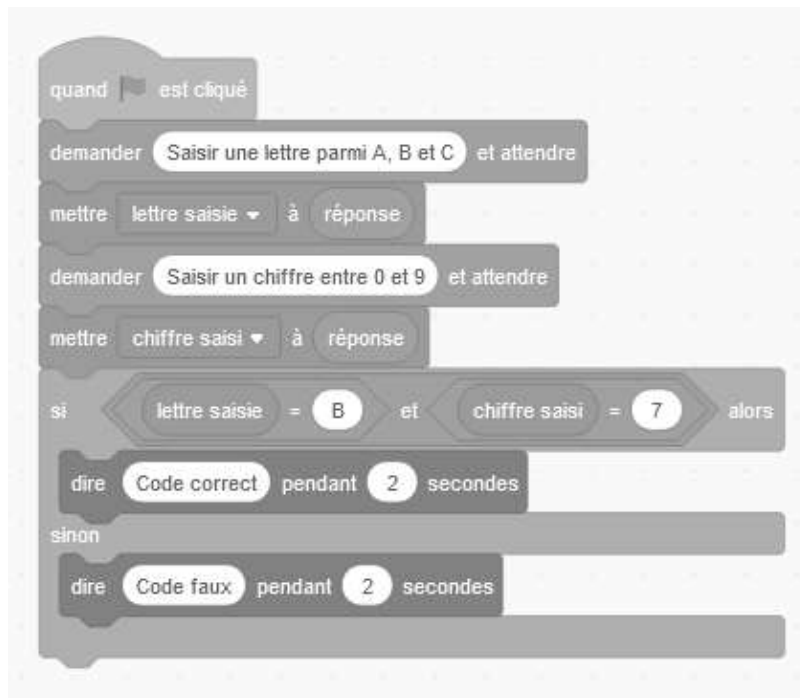 quand est cliqué
demander Saisir une lettre parmi A, B et C et attendre
mettre lettre saisie à réponse
demander Saisir un chiffre entre 0 et 9 et attendre
mettre chiffre saisi à réponse
si lettre saisie = B et chiffre saisi = 7 alors
dire Code correct pendant 2 secondes
sinon
dire Code faux pendant 2 secondes